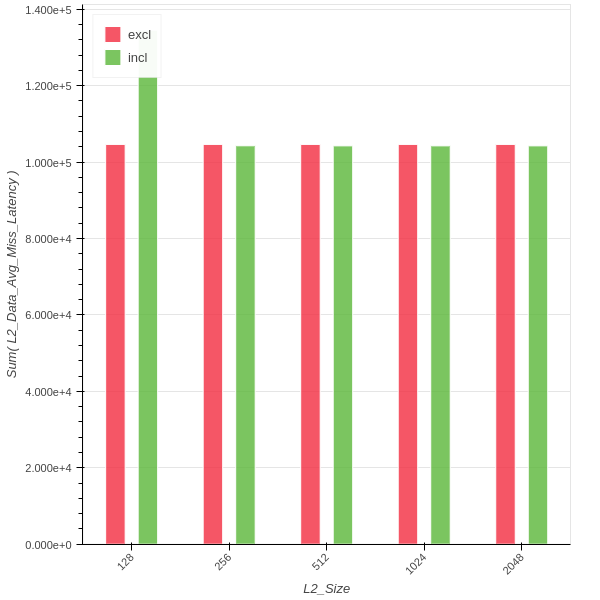 1.400e+5
1.200e+5
1.000e+5
8.000e+4
6.000e+4
4.000e+4
2.000e+4
0.000e+0
Sum( L2_Data_Avg_Miss_Latency )
excl
incl
128
256
512
1024
2048
L2_Size